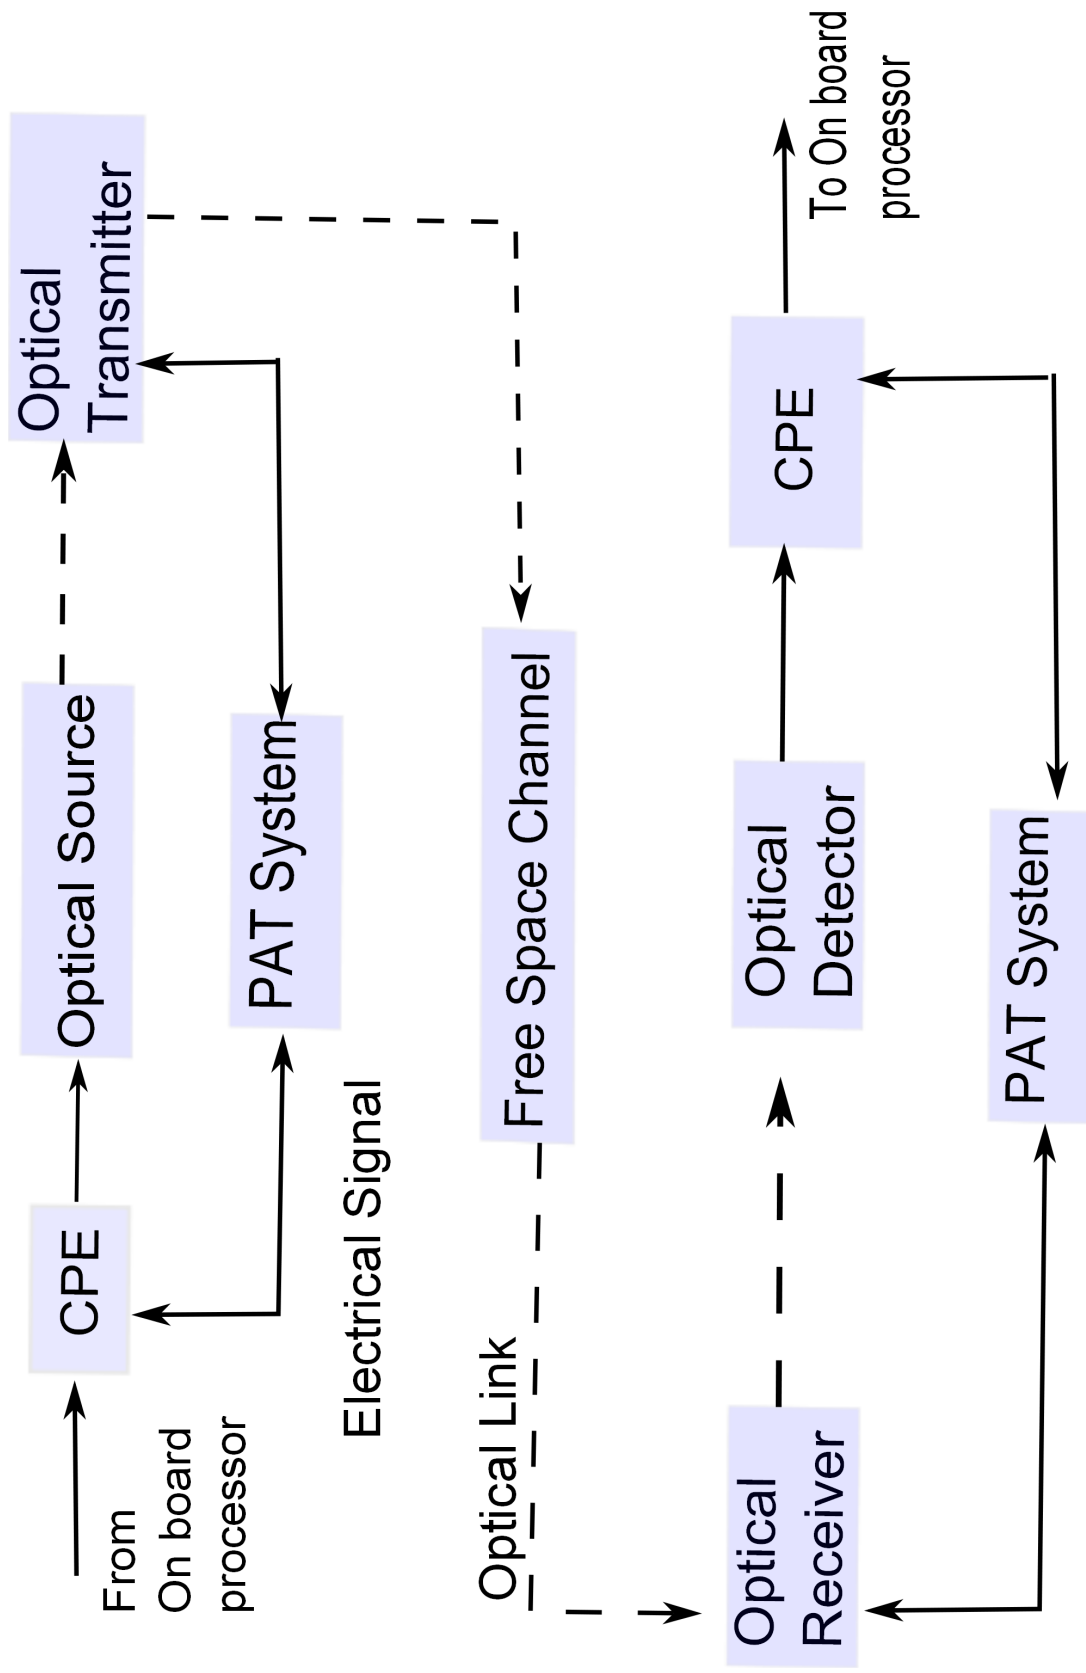 CPE
Optical Source
Optical
Transmitter
From
On board
processor
PAT System
Electrical Signal
Optical Link
Free Space Channel
Optical
Receiver
Optical
Detector
CPE
To On board
processor
PAT System